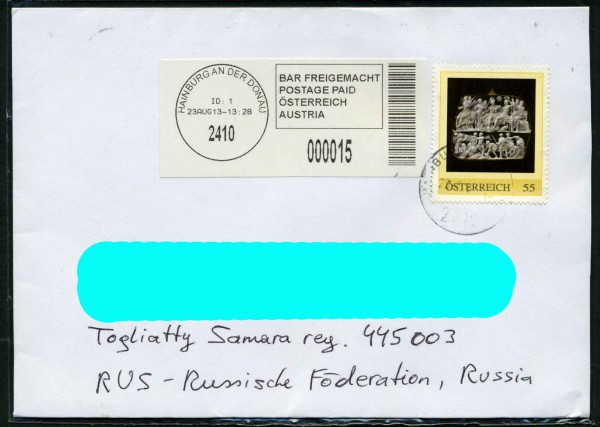 HAINBURG AN DER DONAU
ID: 1
23AUG13-13:28
2410
BAR FREIGEMACHT
POSTAGE PAID
ÖSTERREICH
AUSTRIA
000015
ÖSTERREICH 55
Togliatty Samara reg. 445003
RUS - Russische Föderation, Russia